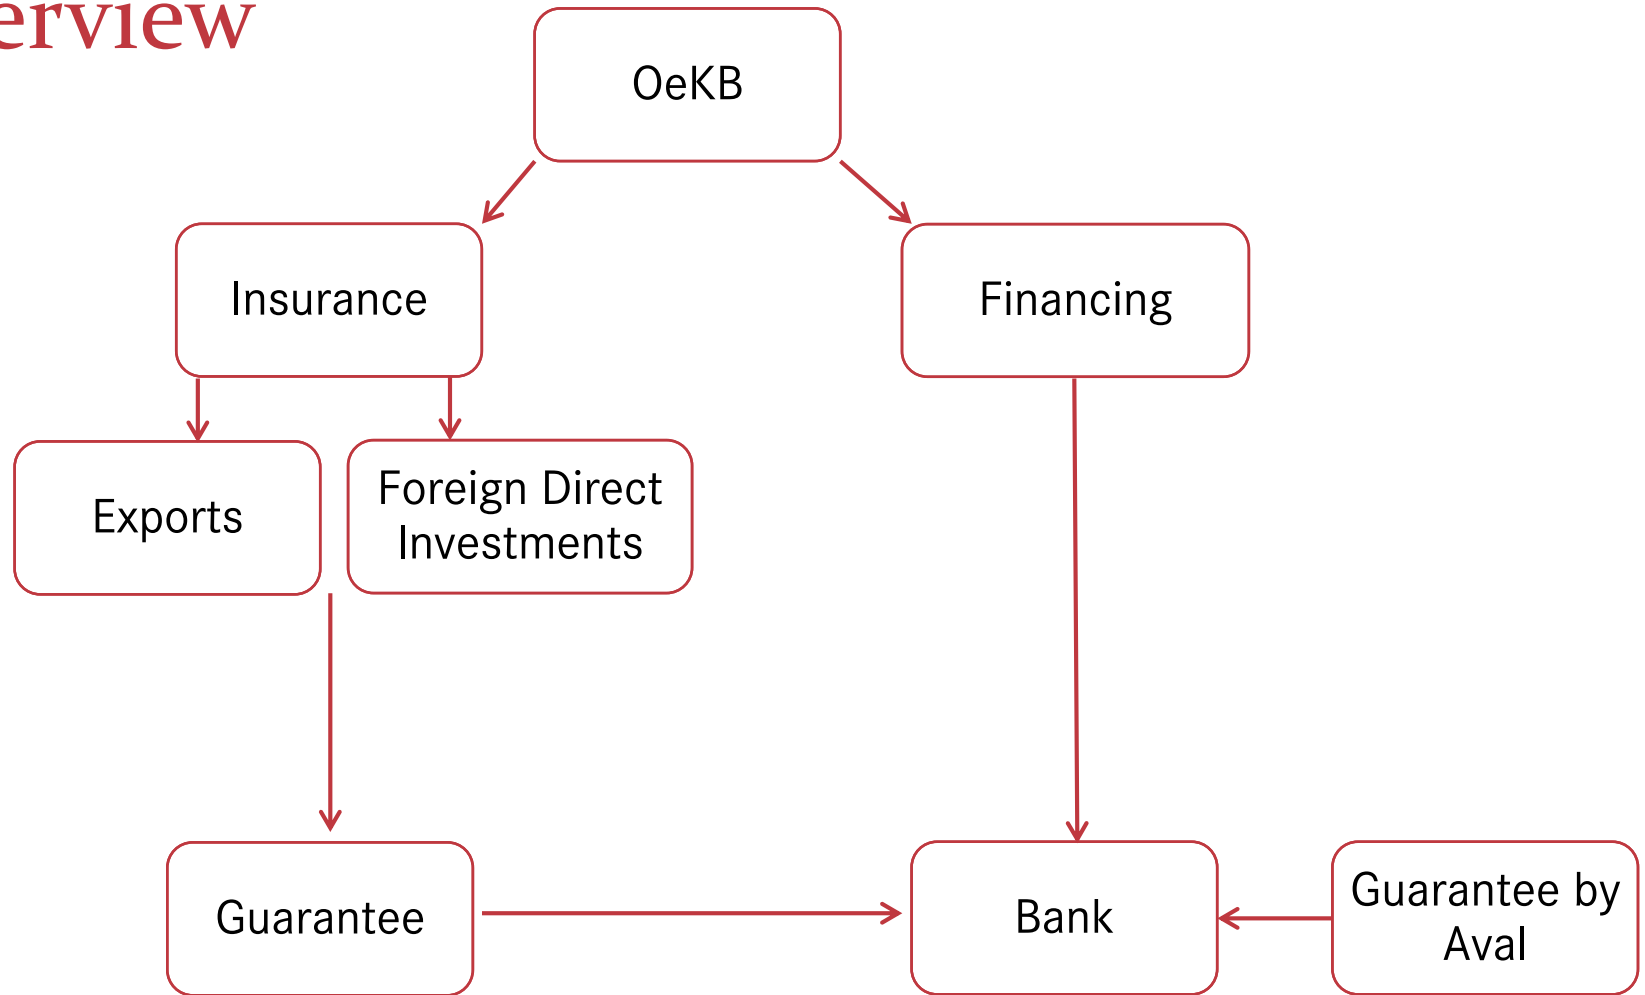 erview
OeKB
Insurance
Financing
Exports
Foreign Direct
Investments
Guarantee
Bank
Guarantee by
Aval